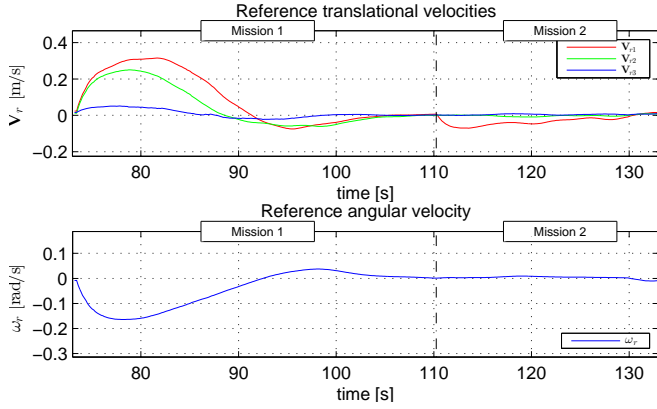 Reference translational velocities
Mission 1
Mission 2
V_r1
V_r2
V_r3
V_r [m/s]
0.4
0.2
0
−0.2
80
90
100
110
120
130
time [s]
Reference angular velocity
Mission 1
Mission 2
ω_r [rad/s]
0.1
0
−0.1
−0.2
−0.3
ω_r
80
90
100
110
120
130
time [s]